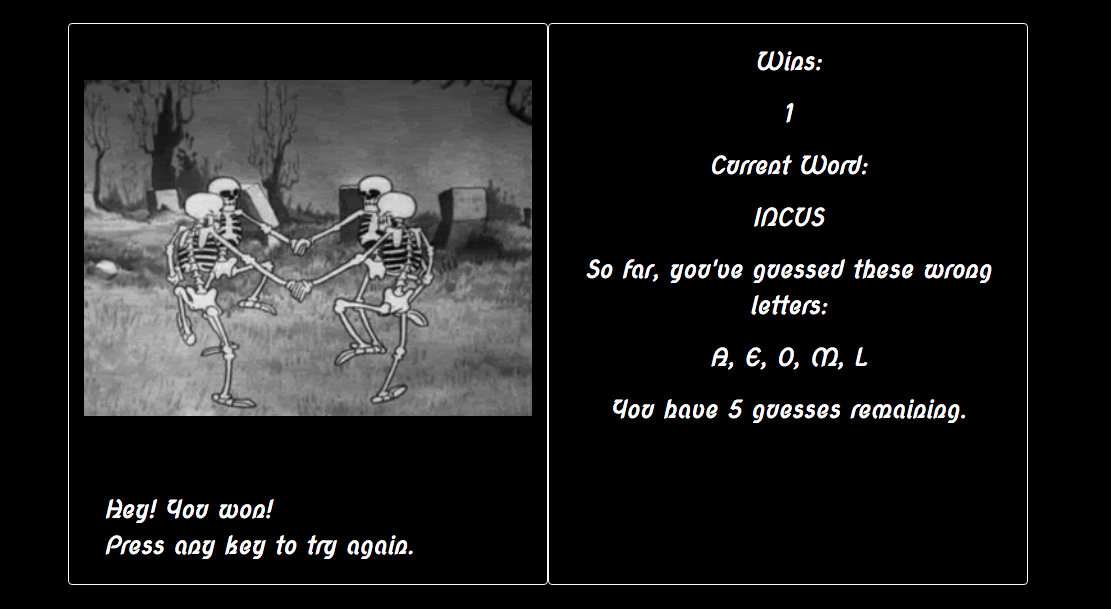 Hey! You won!
Press any key to try again.
Wins:
1
Current Word:
INCUS
So far, you've guessed these wrong
letters:
A, E, O, M, L
You have 5 guesses remaining.